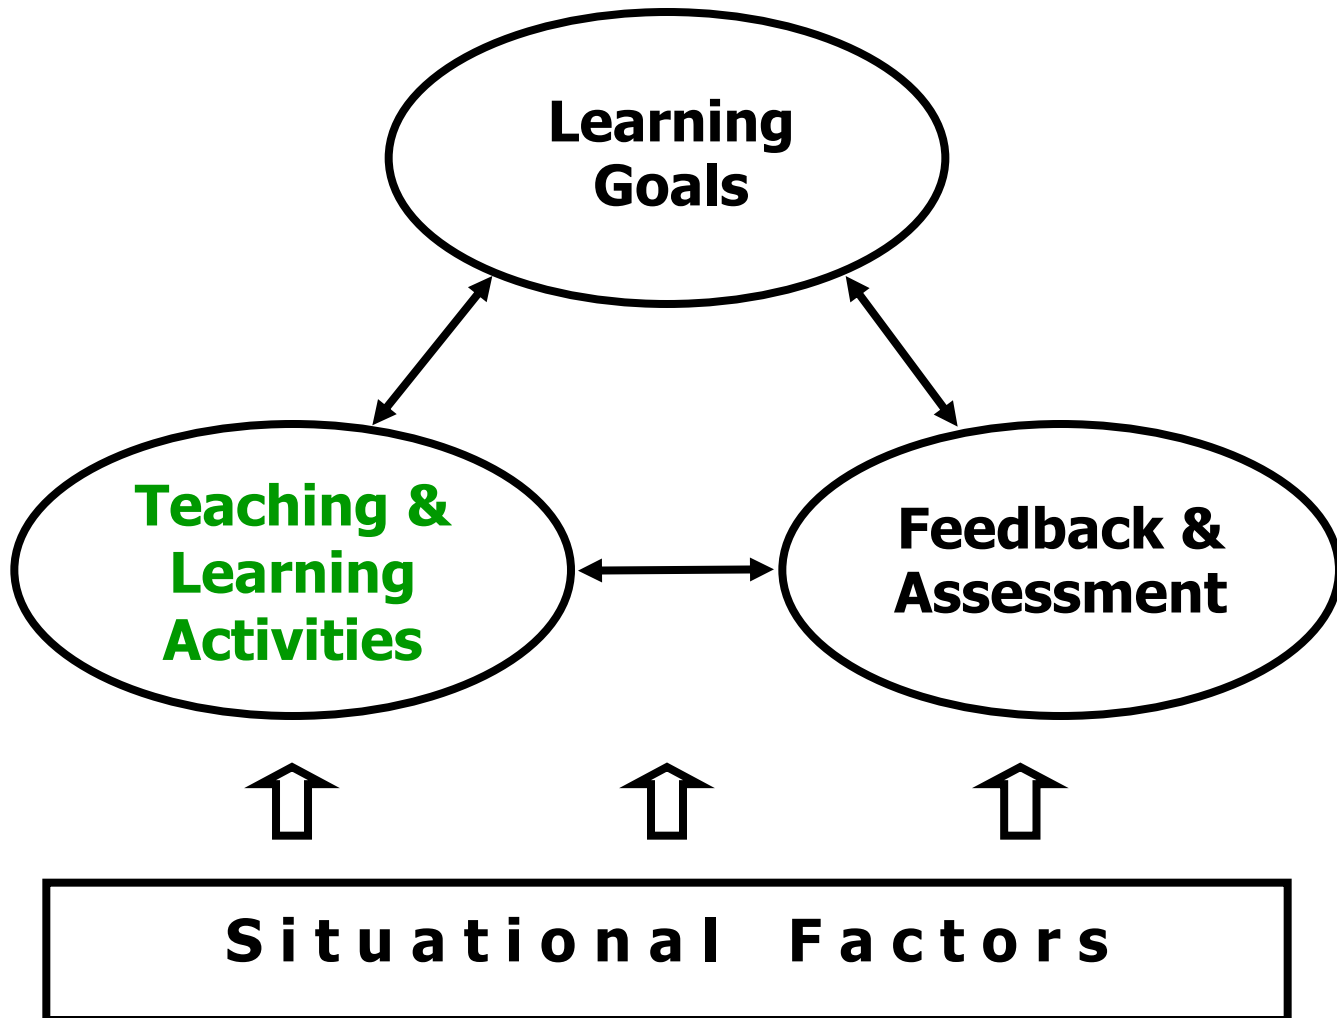 Learning
Goals
Teaching &
Learning
Activities
Feedback &
Assessment
Situational Factors